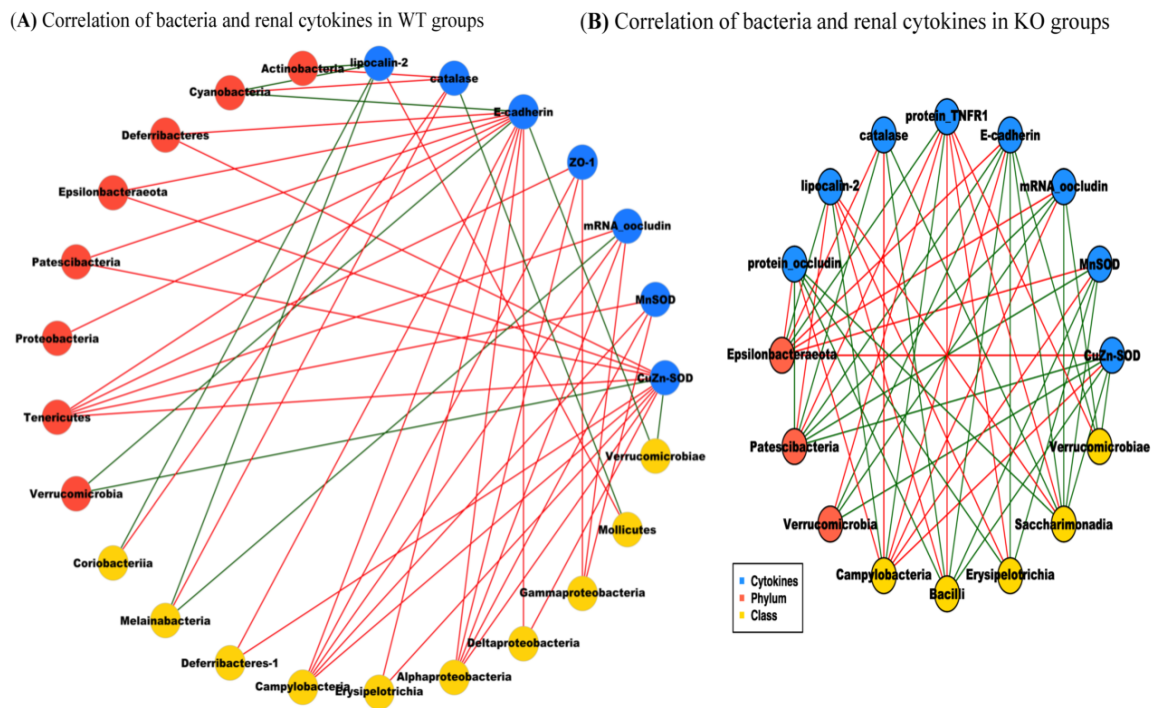 (A) Correlation of bacteria and renal cytokines in WT groups
(B) Correlation of bacteria and renal cytokines in KO groups
Actinobacteria
lipocalin-2
catalase
Cyanobacteria
E-cadherin
Deferribacteres
ZO-1
Epsilonbacteraeota
mRNA_oocludin
Patescibacteria
MnSOD
Proteobacteria
CuZn-SOD
Tenericutes
Verrucomicrobiae
Verrucomicrobia
Mollicutes
Coriobacteriia
Gammaproteobacteria
Melainabacteria
Deltaproteobacteria
Deferribacteres-1
Alphaproteobacteria
Campylobacteria
Erysipelotrichia
protein_TNFR1
catalase
E-cadherin
lipocalin-2
mRNA_oocludin
protein_occludin
MnSOD
Epsilonbacteraeota
CuZn-SOD
Patescibacteria
Verrucomicrobiae
Verrucomicrobia
Saccharimonadia
Campylobacteria
Erysipelotrichia
Bacilli
Cytokines
Phylum
Class